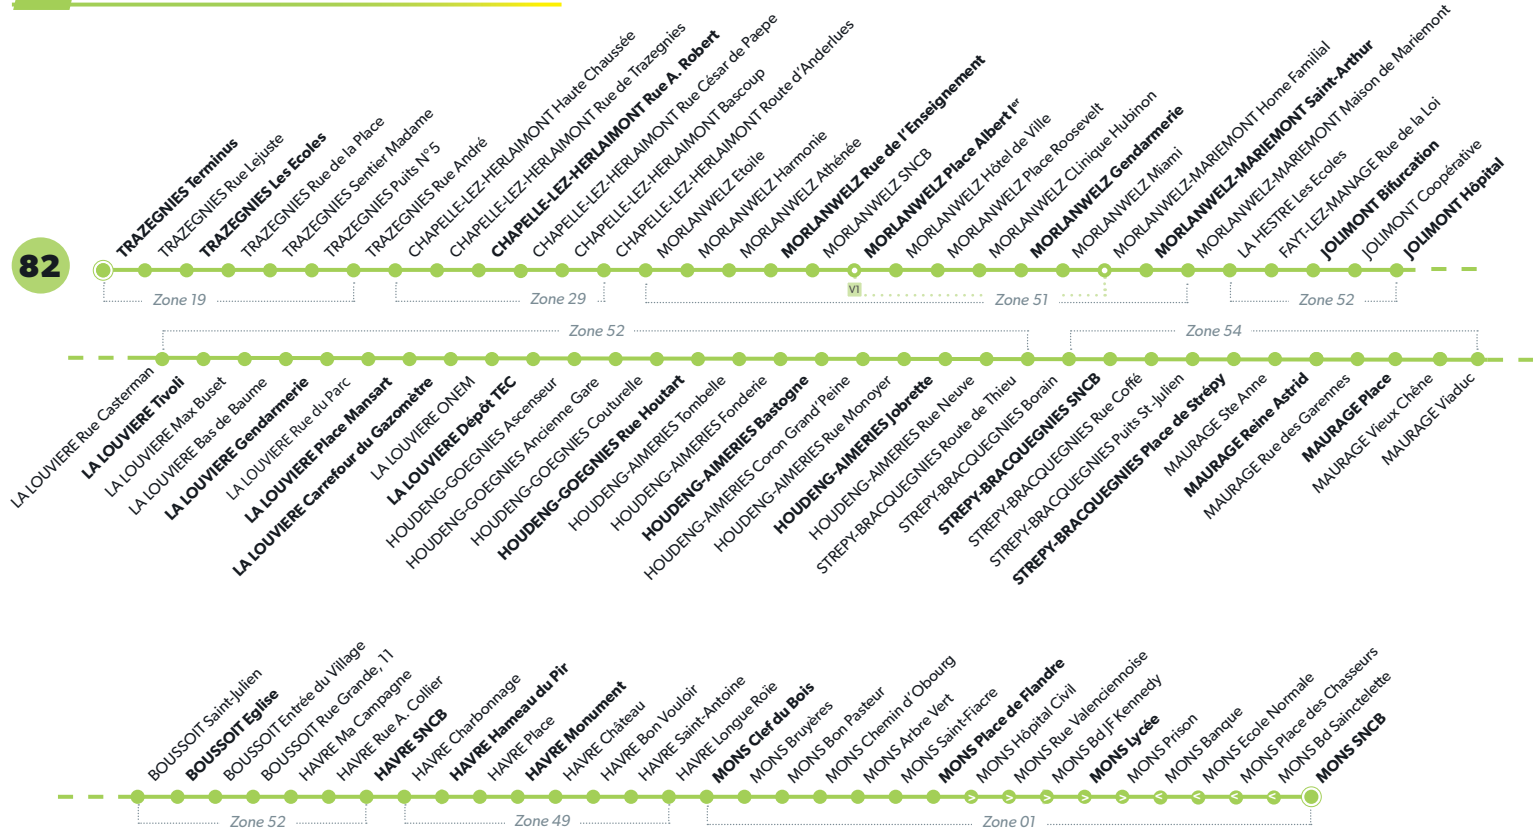 82
TRAZEGNIES Terminus
TRAZEGNIES Rue Lejuste
TRAZEGNIES Les Ecoles
TRAZEGNIES Rue de la Place
TRAZEGNIES Sentier Madame
TRAZEGNIES Puits N°5
TRAZEGNIES Rue André
CHAPELLE-LEZ-HERLAIMONT Haute Chaussée
CHAPELLE-LEZ-HERLAIMONT Rue de Trazegnies
CHAPELLE-LEZ-HERLAIMONT Rue A. Robert
CHAPELLE-LEZ-HERLAIMONT Rue César de Paepe
CHAPELLE-LEZ-HERLAIMONT Bascoup
CHAPELLE-LEZ-HERLAIMONT Route d'Anderlues
MORLANWELZ Etoile
MORLANWELZ Harmonie
MORLANWELZ Athénée
MORLANWELZ Rue de l'Enseignement
MORLANWELZ SNCB
MORLANWELZ Place Albert Ier
MORLANWELZ Hôtel de Ville
MORLANWELZ Place Roosevelt
MORLANWELZ Clinique Hubinon
MORLANWELZ Gendarmerie
MORLANWELZ Miami
MORLANWELZ-MARIEMONT Home Familial
MORLANWELZ-MARIEMONT Saint-Arthur
MORLANWELZ-MARIEMONT Maison de Mariemont
LA HESTRE Les Ecoles
FAYT-LEZ-MANAGE Rue de la Loi
JOLIMONT Bifurcation
JOLIMONT Coopérative
JOLIMONT Hôpital
V1
Zone 19
Zone 29
Zone 51
Zone 52
Zone 52
Zone 54
LA LOUVIERE Rue Casterman
LA LOUVIERE Tivoli
LA LOUVIERE Max Buset
LA LOUVIERE Bas de Baume
LA LOUVIERE Gendarmerie
LA LOUVIERE Rue du Parc
LA LOUVIERE Place Mansart
LA LOUVIERE Carrefour du Gazomètre
LA LOUVIERE ONEM
LA LOUVIERE Dépôt TEC
HOUDENG-GOEGNIES Ascenseur
HOUDENG-GOEGNIES Ancienne Gare
HOUDENG-GOEGNIES Couturelle
HOUDENG-GOEGNIES Rue Houtart
HOUDENG-AIMERIES Tombelle
HOUDENG-AIMERIES Fonderie
HOUDENG-AIMERIES Bastogne
HOUDENG-AIMERIES Coron Grand'Peine
HOUDENG-AIMERIES Rue Monoyer
HOUDENG-AIMERIES Jobrette
HOUDENG-AIMERIES Rue Neuve
STREPY-BRACQUEGNIES Route de Thieu
STREPY-BRACQUEGNIES Borain
STREPY-BRACQUEGNIES SNCB
STREPY-BRACQUEGNIES Rue Coffé
STREPY-BRACQUEGNIES Puits St-Julien
STREPY-BRACQUEGNIES Place de Strépy
MAURAGE Ste Anne
MAURAGE Reine Astrid
MAURAGE Rue des Garennes
MAURAGE Place
MAURAGE Vieux Chêne
MAURAGE Viaduc
BOUSSOIT Saint-Julien
BOUSSOIT Eglise
BOUSSOIT Entrée du Village
BOUSSOIT Rue Grande, 11
HAVRE Ma Campagne
HAVRE Rue A. Collier
HAVRE SNCB
HAVRE Charbonnage
HAVRE Hameau du Pir
HAVRE Place
HAVRE Monument
HAVRE Château
HAVRE Bon Vouloir
HAVRE Saint-Antoine
HAVRE Longue Roïe
MONS Clef du Bois
MONS Bruyères
MONS Bon Pasteur
MONS Chemin d'Obourg
MONS Arbre Vert
MONS Saint-Fiacre
MONS Place de Flandre
MONS Hôpital Civil
MONS Rue Valenciennoise
MONS Bd JF Kennedy
MONS Lycée
MONS Prison
MONS Banque
MONS Ecole Normale
MONS Place des Chasseurs
MONS Bd Sainctelette
MONS SNCB
Zone 52
Zone 49
Zone 01